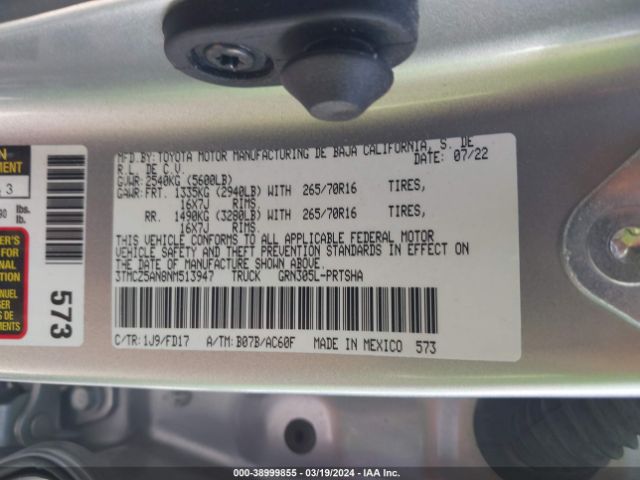 MFD.BY:TOYOTA MOTOR MANUFACTURING DE BAJA CALIFORNIA, S. DE
R.L. DE C.V. DATE: 07/22
GVWR: 2540KG (5600LB)
GAWR: FRT. 1335KG (2940LB) WITH 265/70R16 TIRES,
16X7J RIMS.
RR. 1490KG (3280LB) WITH 265/70R16 TIRES,
16X7J RIMS.
THIS VEHICLE CONFORMS TO ALL APPLICABLE FEDERAL MOTOR
VEHICLE SAFETY AND THEFT PREVENTION STANDARDS IN EFFECT ON
THE DATE OF MANUFACTURE SHOWN ABOVE.
3TMCZ5AN8NM513947 TRUCK GRN305L-PRTSHA
C/TR: 1J9/FD17 A/TM: B07B/AC60F MADE IN MEXICO 573
3
lbs.
lb.
573
000-38999855 - 03/19/2024 - IAA Inc.